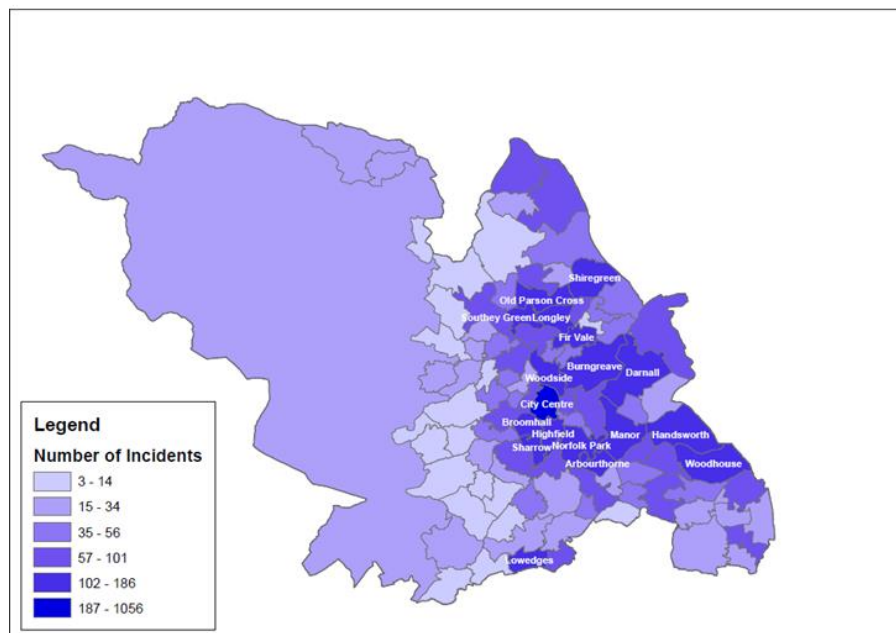 Shiregreen
Old Parson Cross
Southey Green
Longley
Fir Vale
Burngreave
Darnall
Woodside
City Centre
Broomhall
Highfield
Manor
Handsworth
Sharrow
Norfolk Park
Arbourthorne
Woodhouse
Lowedges
Legend
Number of Incidents
3 - 14
15 - 34
35 - 56
57 - 101
102 - 186
187 - 1056